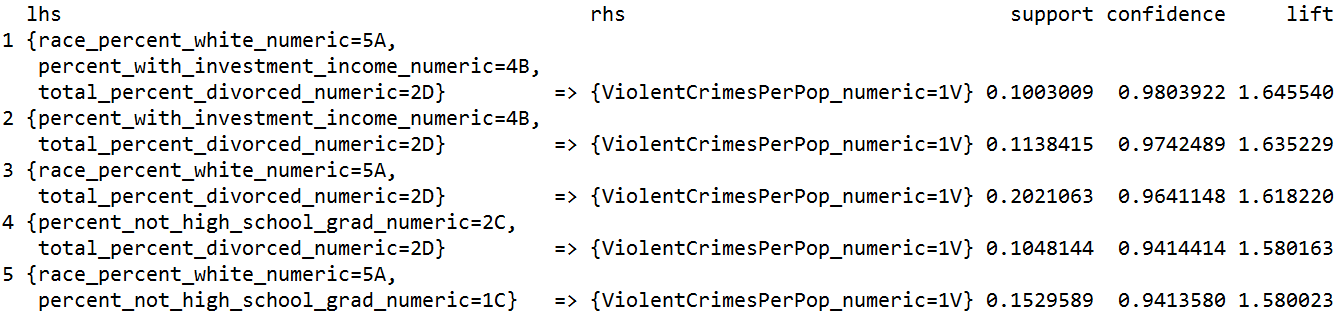 lhs rhs support confidence lift
1 {race_percent_white_numeric=5A,
percent_with_investment_income_numeric=4B,
total_percent_divorced_numeric=2D} => {ViolentCrimesPerPop_numeric=1V} 0.1003009 0.9803922 1.645540
2 {percent_with_investment_income_numeric=4B,
total_percent_divorced_numeric=2D} => {ViolentCrimesPerPop_numeric=1V} 0.1138415 0.9742489 1.635229
3 {race_percent_white_numeric=5A,
total_percent_divorced_numeric=2D} => {ViolentCrimesPerPop_numeric=1V} 0.2021063 0.9641148 1.618220
4 {percent_not_high_school_grad_numeric=2C,
total_percent_divorced_numeric=2D} => {ViolentCrimesPerPop_numeric=1V} 0.1048144 0.9414414 1.580163
5 {race_percent_white_numeric=5A,
percent_not_high_school_grad_numeric=1C} => {ViolentCrimesPerPop_numeric=1V} 0.1529589 0.9413580 1.580023